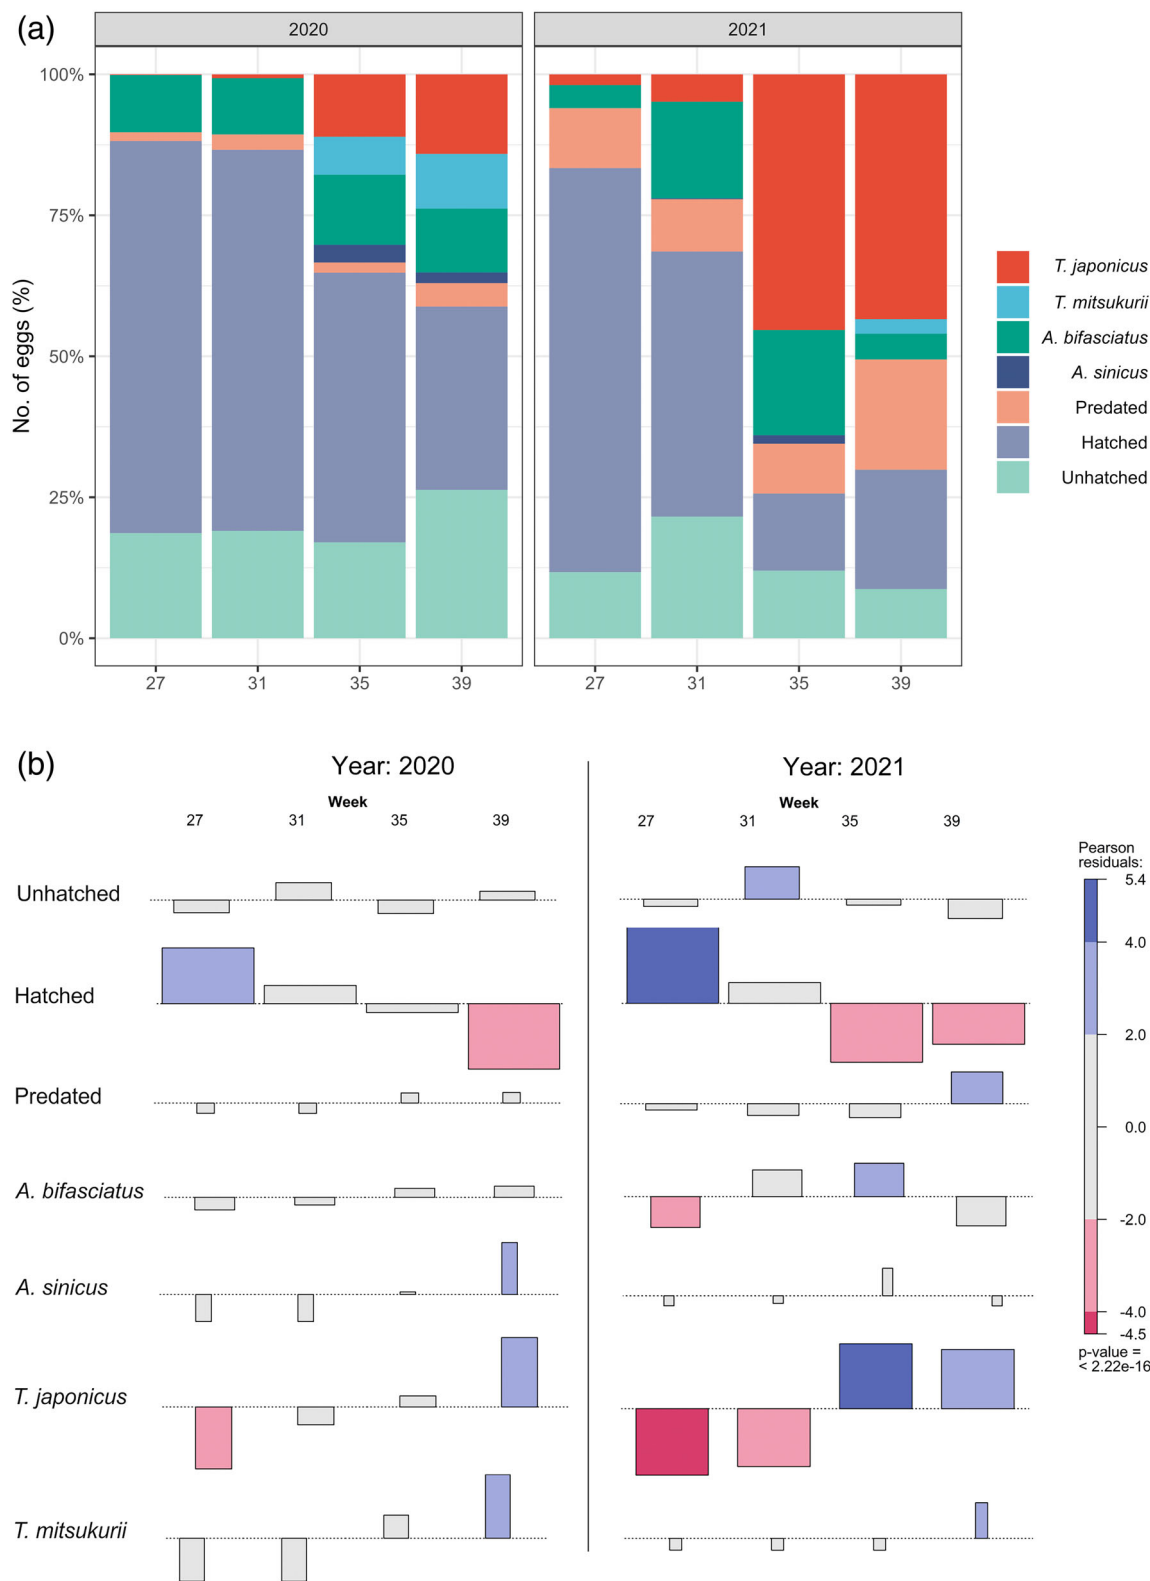 (a)
2020
2021
100%
75%
50%
25%
0%
No. of eggs (%)
27 31 35 39
27 31 35 39
T. japonicus
T. mitsukurii
A. bifasciatus
A. sinicus
Predated
Hatched
Unhatched
(b)
Year: 2020
Year: 2021
Week
Week
27 31 35 39
27 31 35 39
Unhatched
Hatched
Predated
A. bifasciatus
A. sinicus
T. japonicus
T. mitsukurii
Pearson
residuals:
5.4
4.0
2.0
0.0
-2.0
-4.0
-4.5
p-value =
< 2.22e-16